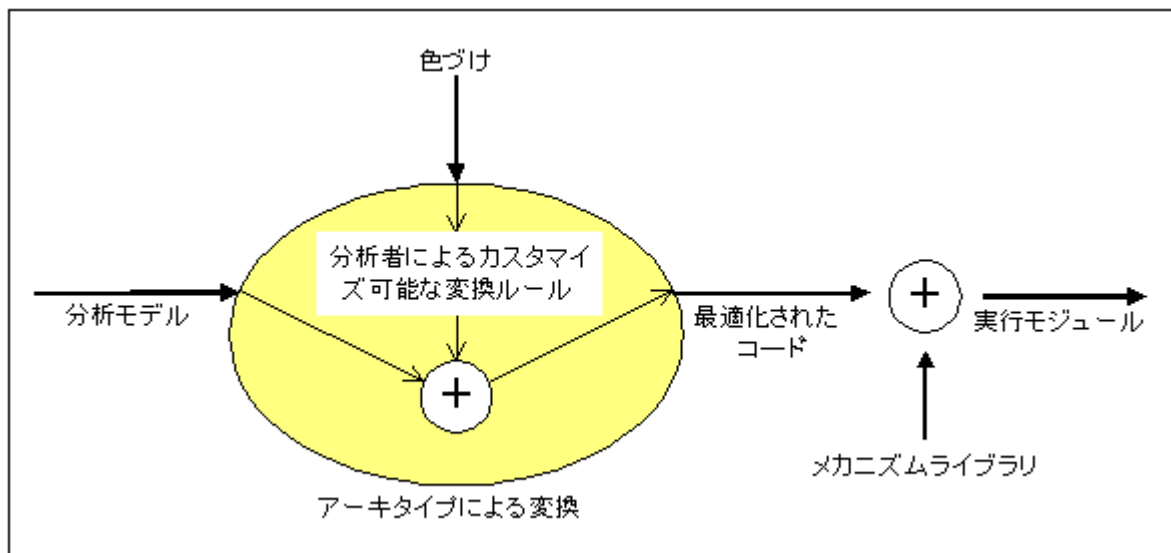 色づけ
分析者によるカスタマイ
ズ可能な変換ルール
分析モデル
最適化された
コード
実行モジュール
メカニズムライブラリ
アーキタイプによる変換